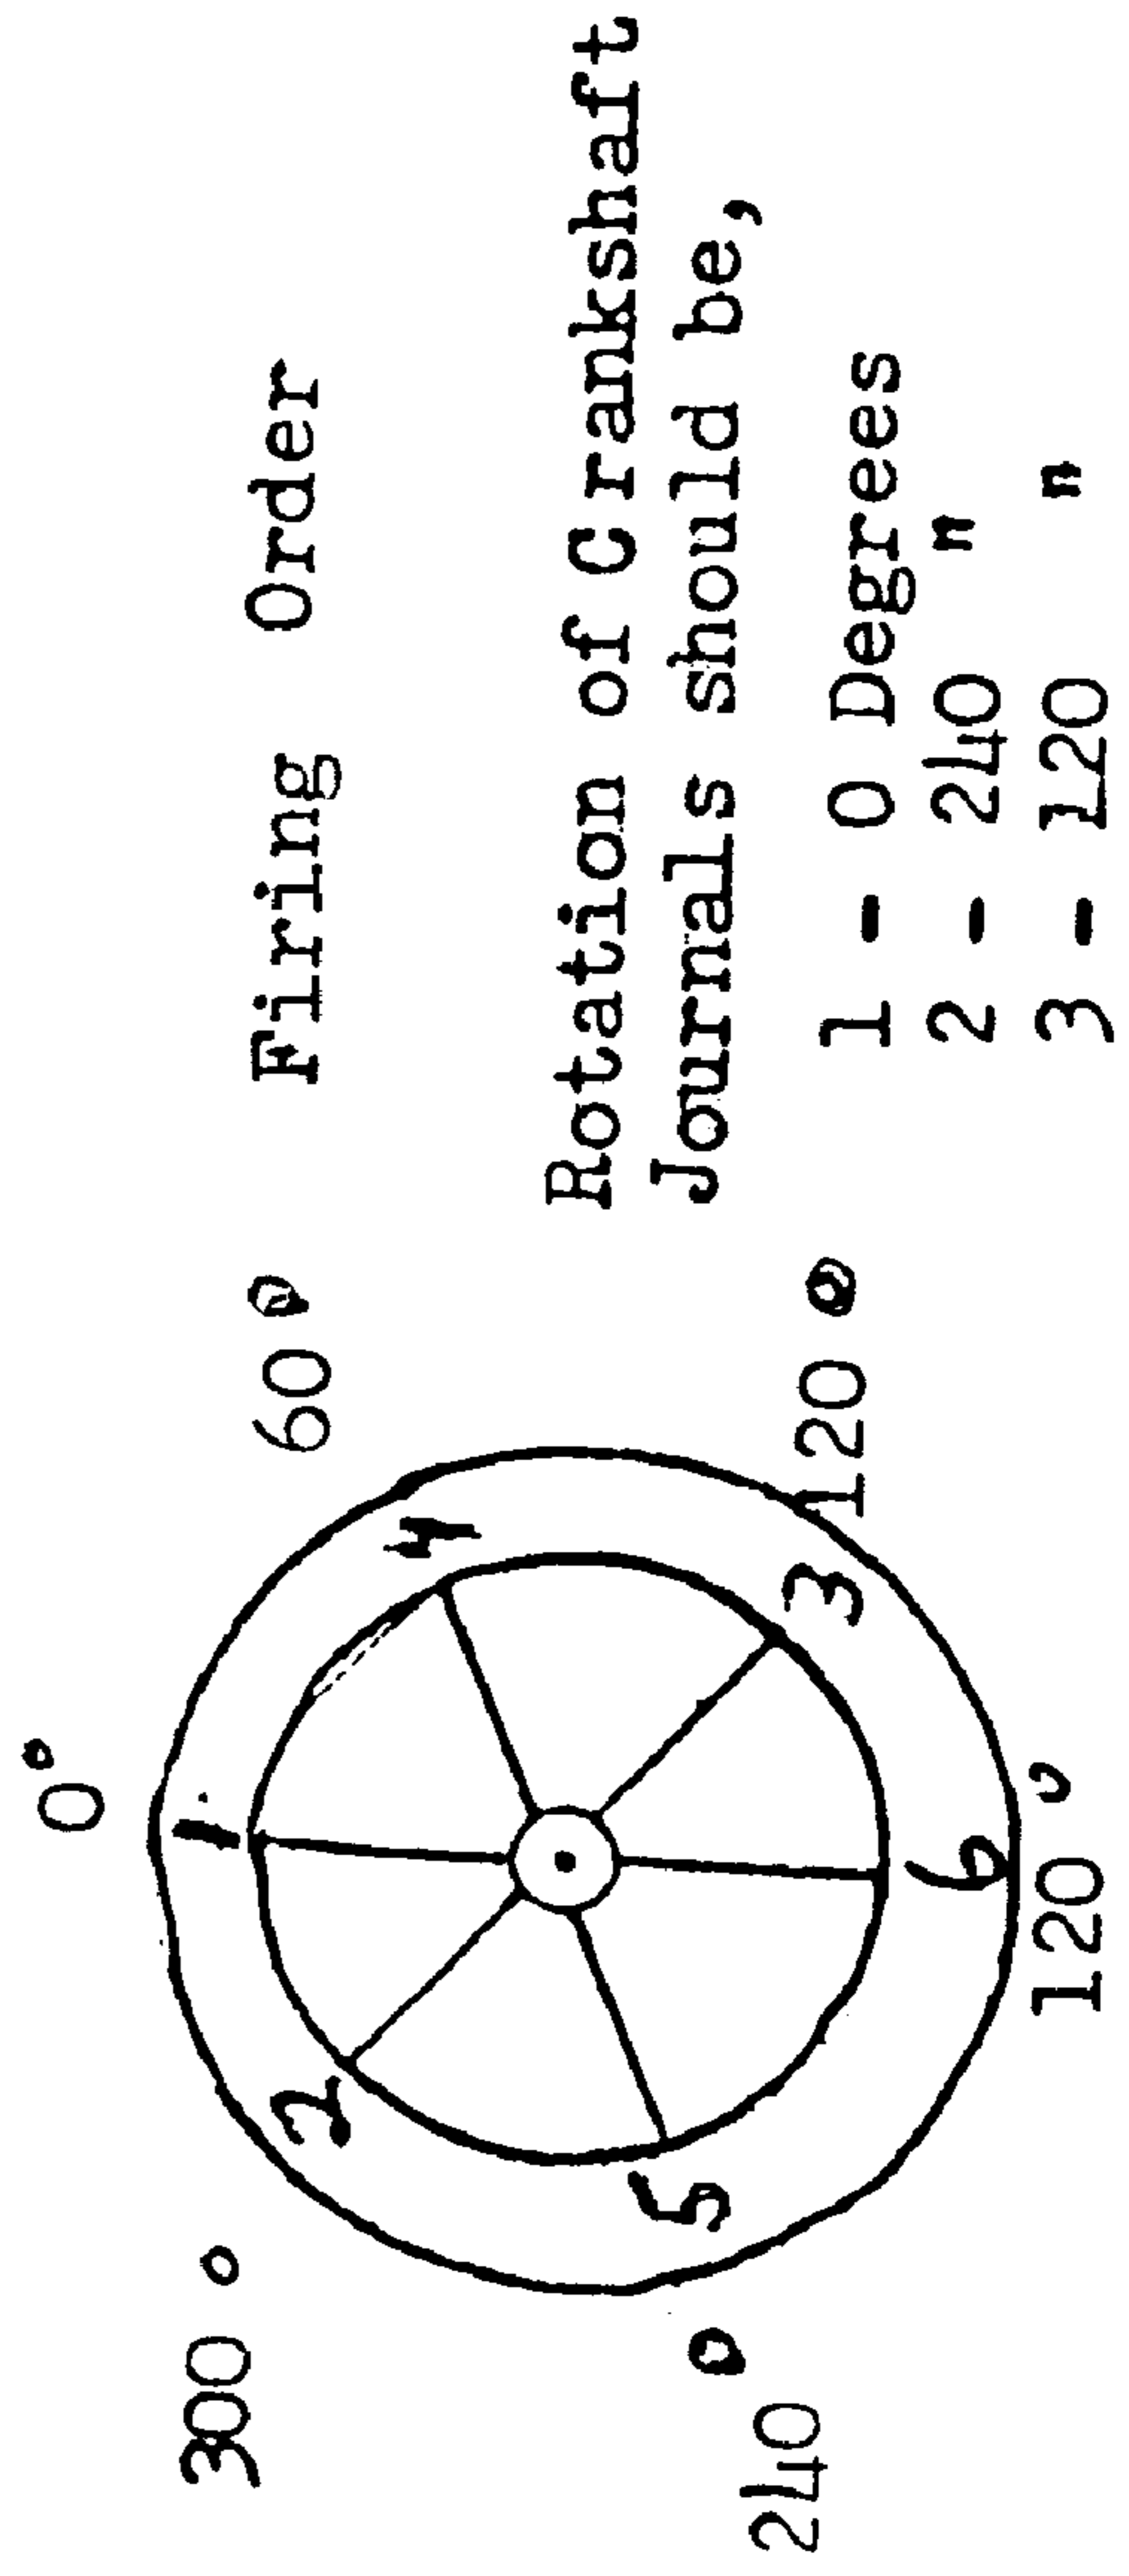 0°
300°
60°
1
2
4
5
3
6
240°
120°
120°
Firing Order
Rotation of Crankshaft
Journals should be,
1 - 0 Degrees
2 - 240 "
3 - 120 "